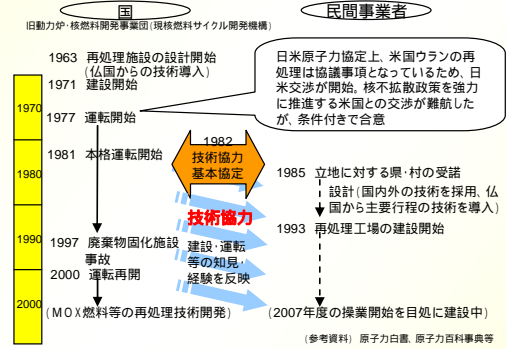 国
旧動力炉・核燃料開発事業団(現核燃料サイクル開発機構)
民間事業者
1963 再処理施設の設計開始
(仏国からの技術導入)
1971 建設開始
1977 運転開始
1981 本格運転開始
1997 廃棄物固化施設
事故
2000 運転再開
(MOX燃料等の再処理技術開発)
1970
1980
1990
2000
日米原子力協定上、米国ウランの再
処理は協議事項となっているため、日
米交渉が開始。核不拡散政策を強力
に推進する米国との交渉が難航した
が、条件付きで合意
1982
技術協力
基本協定
技術協力
建設・運転
等の知見・
経験を反映
1985 立地に対する県・村の受諾
設計(国内外の技術を採用、仏
国から主要行程の技術を導入)
1993 再処理工場の建設開始
(2007年度の操業開始を目処に建設中)
(参考資料) 原子力白書、原子力百科事典等